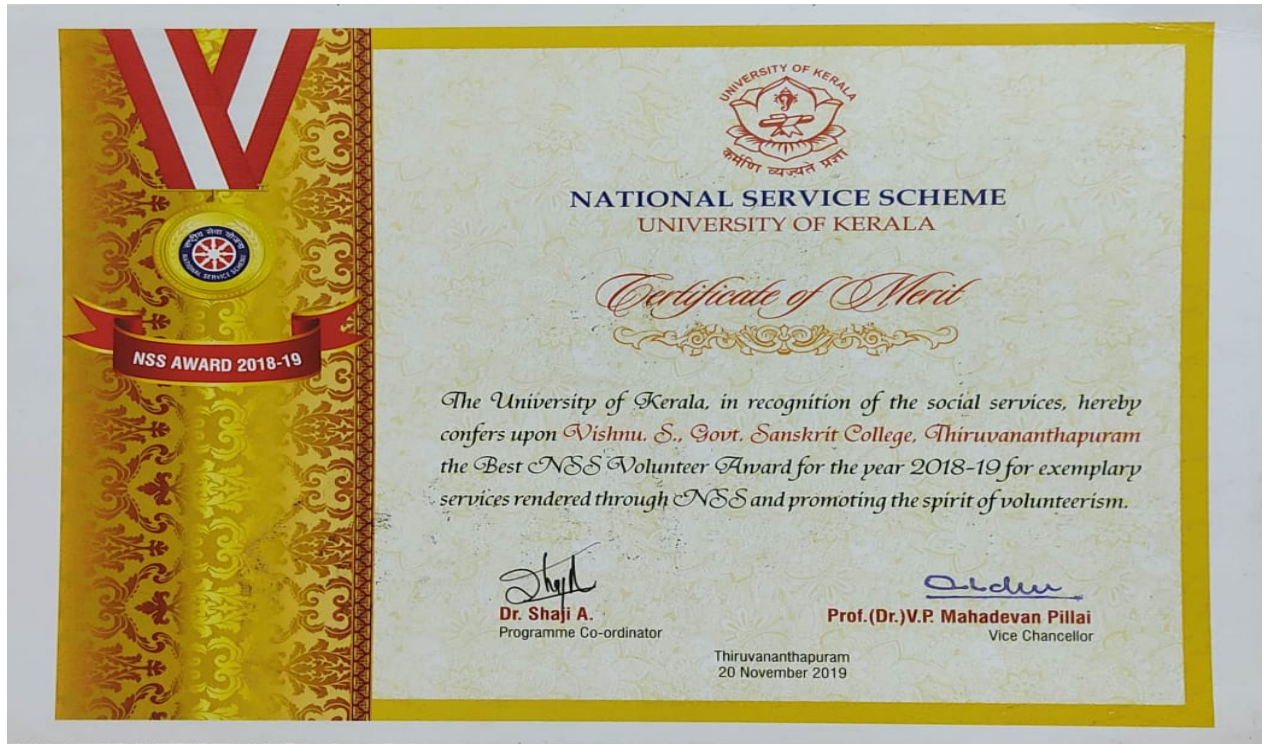 UNIVERSITY OF KERALA
कर्मणि व्यज्यते प्रज्ञा
NATIONAL SERVICE SCHEME
UNIVERSITY OF KERALA
Certificate of Merit
राष्ट्रीय सेवा योजना
NATIONAL SERVICE SCHEME
NSS AWARD 2018-19
The University of Kerala, in recognition of the social services, hereby
confers upon Vishnu. S., Govt. Sanskrit College, Thiruvananthapuram
the Best NSS Volunteer Award for the year 2018-19 for exemplary
services rendered through NSS and promoting the spirit of volunteerism.
Dr. Shaji A.
Programme Co-ordinator
Prof.(Dr.)V.P. Mahadevan Pillai
Vice Chancellor
Thiruvananthapuram
20 November 2019